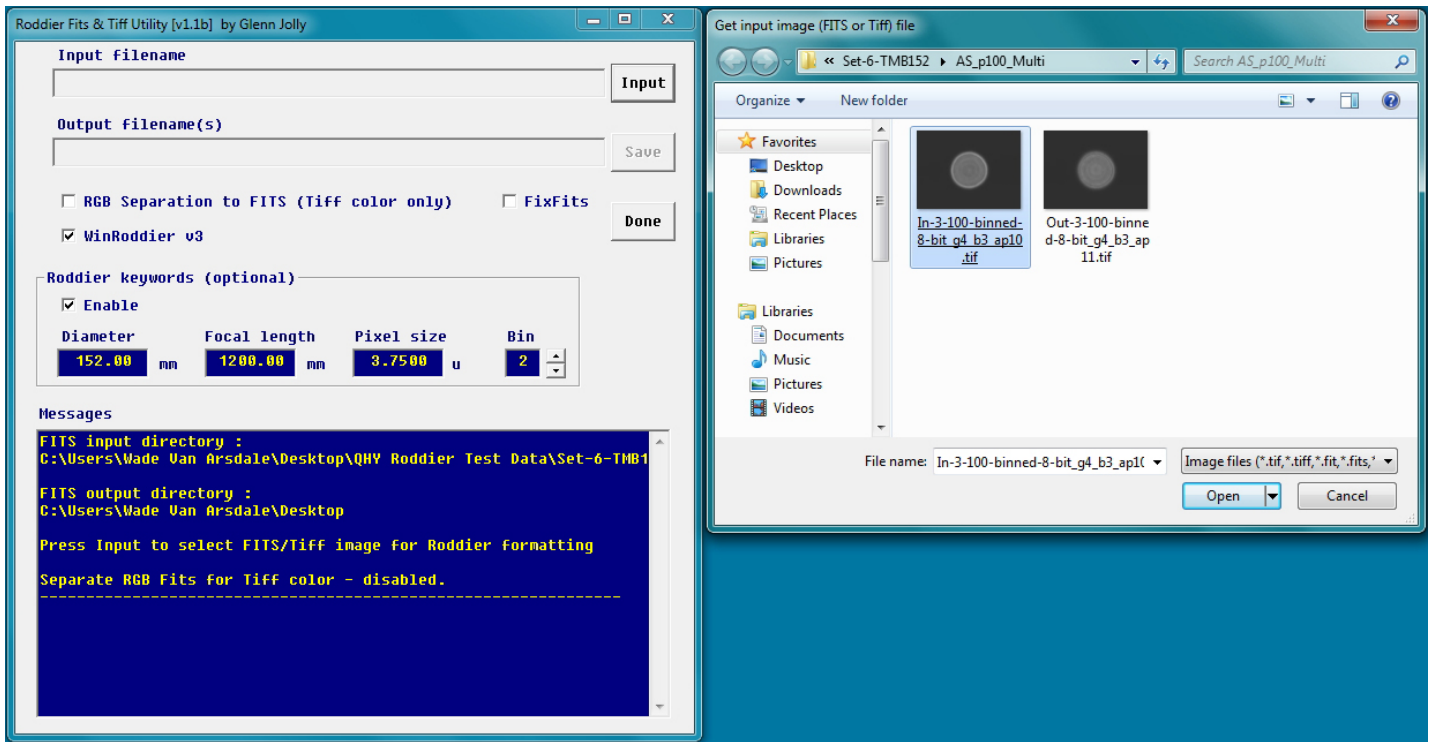 Roddier Fits & Tiff Utility [v1.1b]  by Glenn Jolly
Input filename
Input
Output filename(s)
Save
RGB Separation to FITS (Tiff color only)
FixFits
Done
WinRoddier v3
Roddier keywords (optional)
Enable
Diameter
Focal length
Pixel size
Bin
152.00 mm
1200.00 mm
3.7500 u
2
Messages
FITS input directory :
C:\Users\Wade Van Arsdale\Desktop\QHY Roddier Test Data\Set-6-TMB1
FITS output directory :
C:\Users\Wade Van Arsdale\Desktop
Press Input to select FITS/Tiff image for Roddier formatting
Separate RGB Fits for Tiff color - disabled.
------------------------------------------------------------------
Get input image (FITS or Tiff) file
« Set-6-TMB152 ▸ AS_p100_Multi
Search AS_p100_Multi
Organize
New folder
Favorites
Desktop
Downloads
Recent Places
Libraries
Pictures
Libraries
Documents
Music
Pictures
Videos
In-3-100-binned-
8-bit_g4_b3_ap10
.tif
Out-3-100-binne
d-8-bit_g4_b3_ap
11.tif
File name:
In-3-100-binned-8-bit_g4_b3_ap1(
Image files (*.tif,*.tiff,*.fit,*.fits,*
Open
Cancel